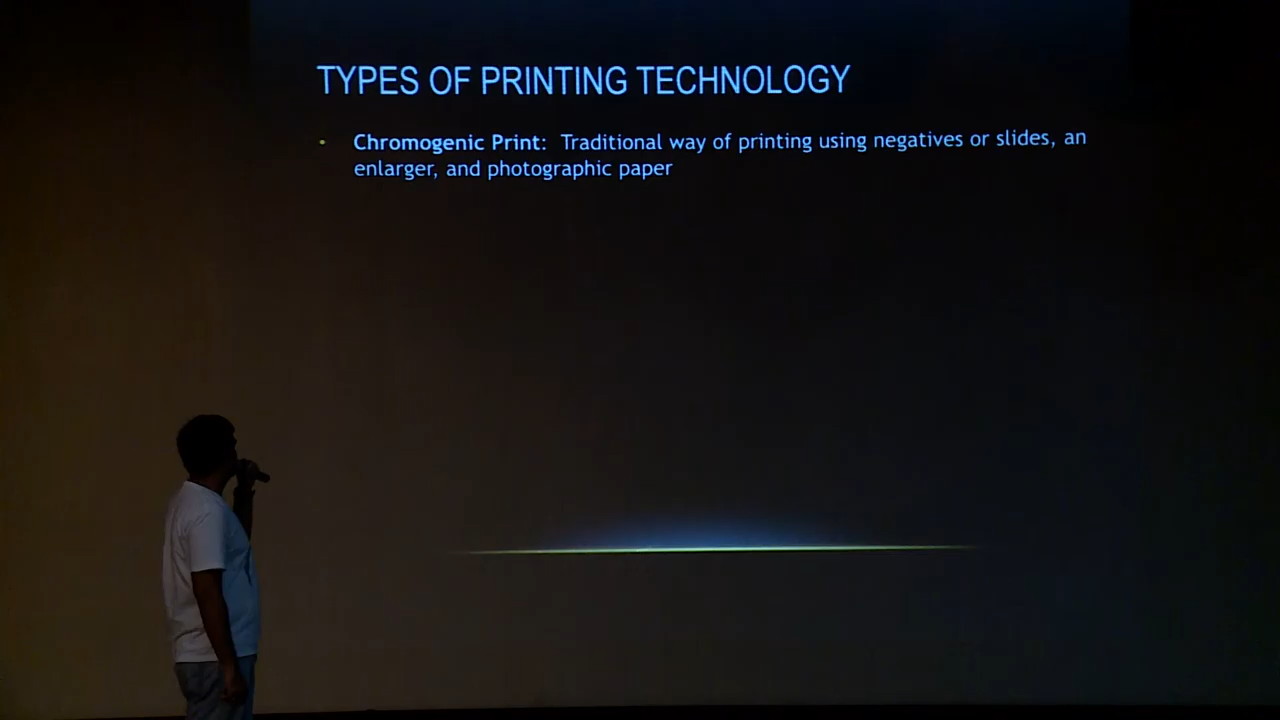 TYPES OF PRINTING TECHNOLOGY
• Chromogenic Print: Traditional way of printing using negatives or slides, an
enlarger, and photographic paper